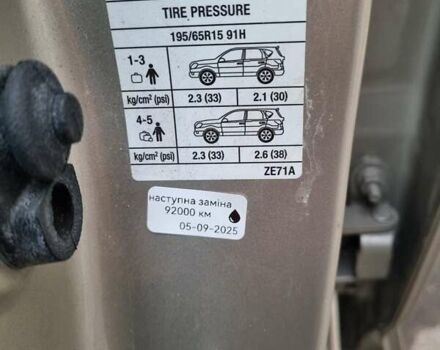 TIRE PRESSURE
195/65R15 91H
1-3
kg/cm² (psi) 2.3 (33) 2.1 (30)
4-5
kg/cm² (psi) 2.3 (33) 2.6 (38)
ZE71A
наступна заміна
92000 км
05-09-2025